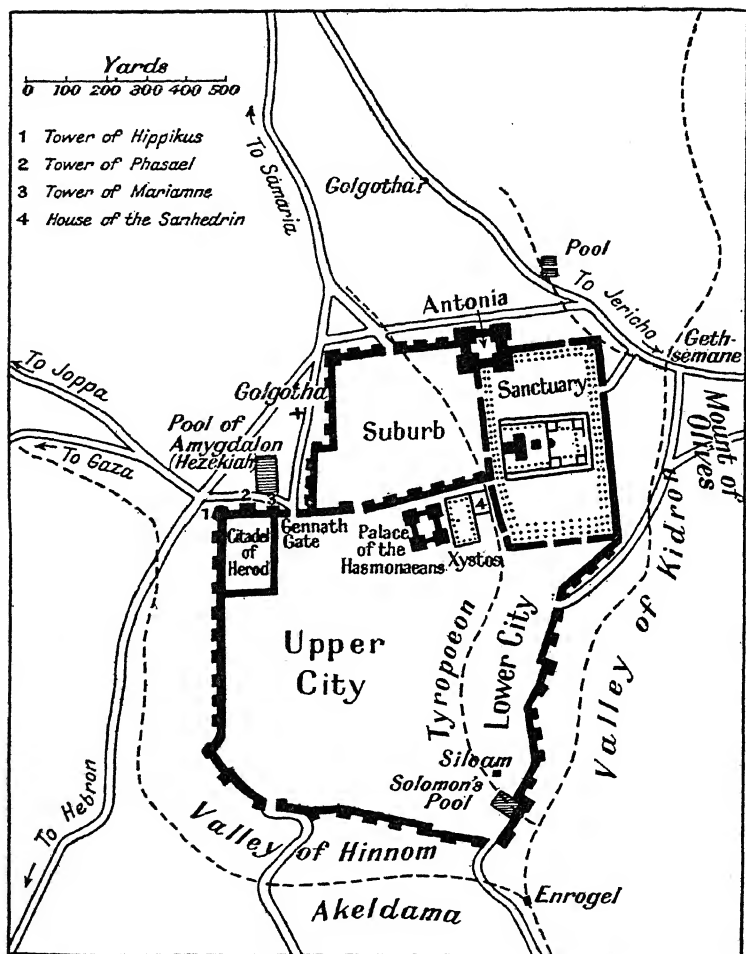 Yards
0 100 200 300 400 500
1 Tower of Hippikus
2 Tower of Phasael
3 Tower of Mariamne
4 House of the Sanhedrin
To Samaria
Golgotha?
Pool
To Jericho
Antonia
Geth-
semane
To Joppa
Golgotha
Sanctuary
Mount of
Olives
Pool of
Amygdalon
(Hezekiah)
Suburb
To Gaza
1 2 3
4
Gennath
Gate
Citadel
of
Herod
Palace
of the
Hasmonaeans
Xystos
Upper
City
Tyropoeon
Lower City
Valley of Kidron
Siloam
Solomon's
Pool
To Hebron
Valley of Hinnom
Enrogel
Akeldama